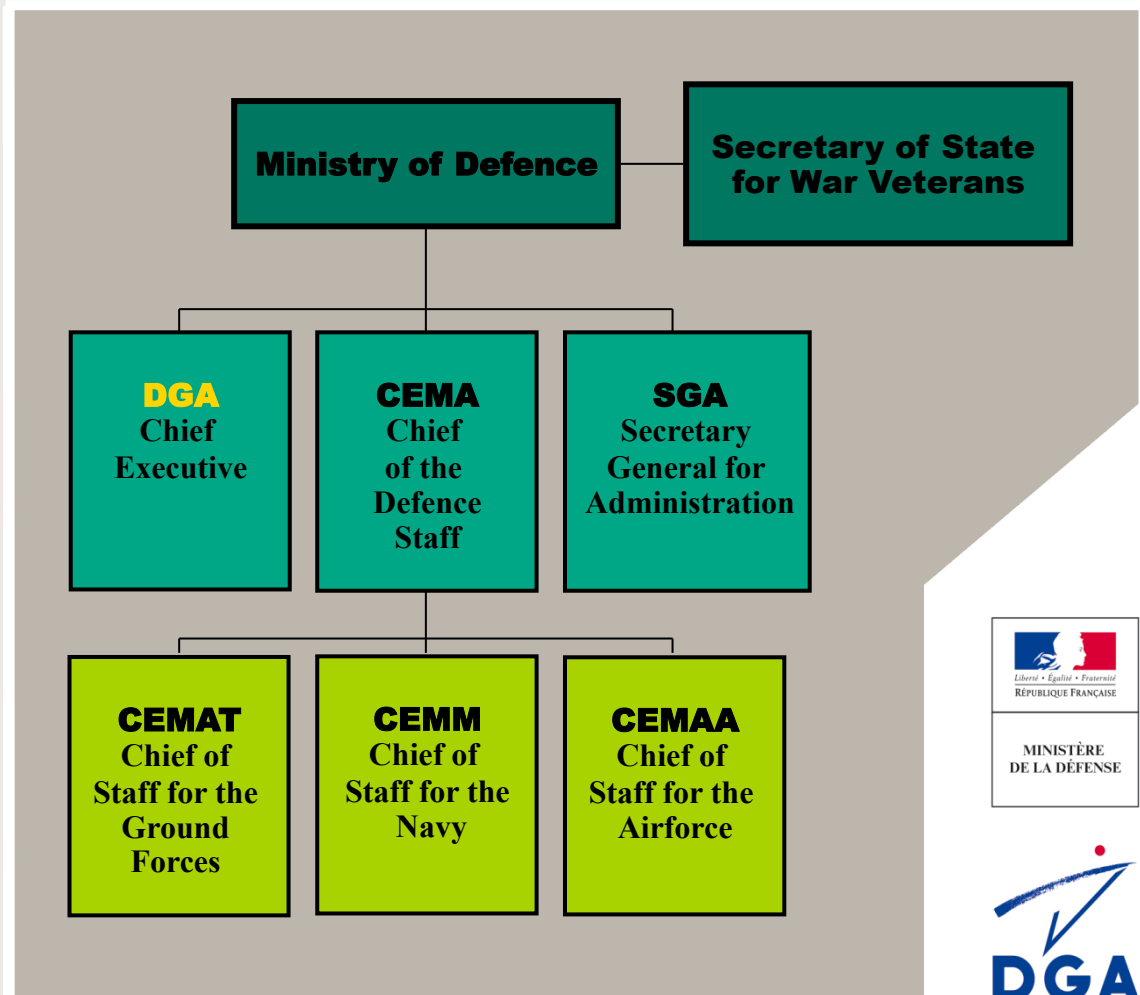 Ministry of Defence
Secretary of State
for War Veterans
DGA
Chief
Executive
CEMA
Chief
of the
Defence
Staff
SGA
Secretary
General for
Administration
CEMAT
Chief of
Staff for the
Ground
Forces
CEMM
Chief of
Staff for the
Navy
CEMAA
Chief of
Staff for the
Airforce
Liberté • Égalité • Fraternité
RÉPUBLIQUE FRANÇAISE
MINISTÈRE
DE LA DÉFENSE
DGA